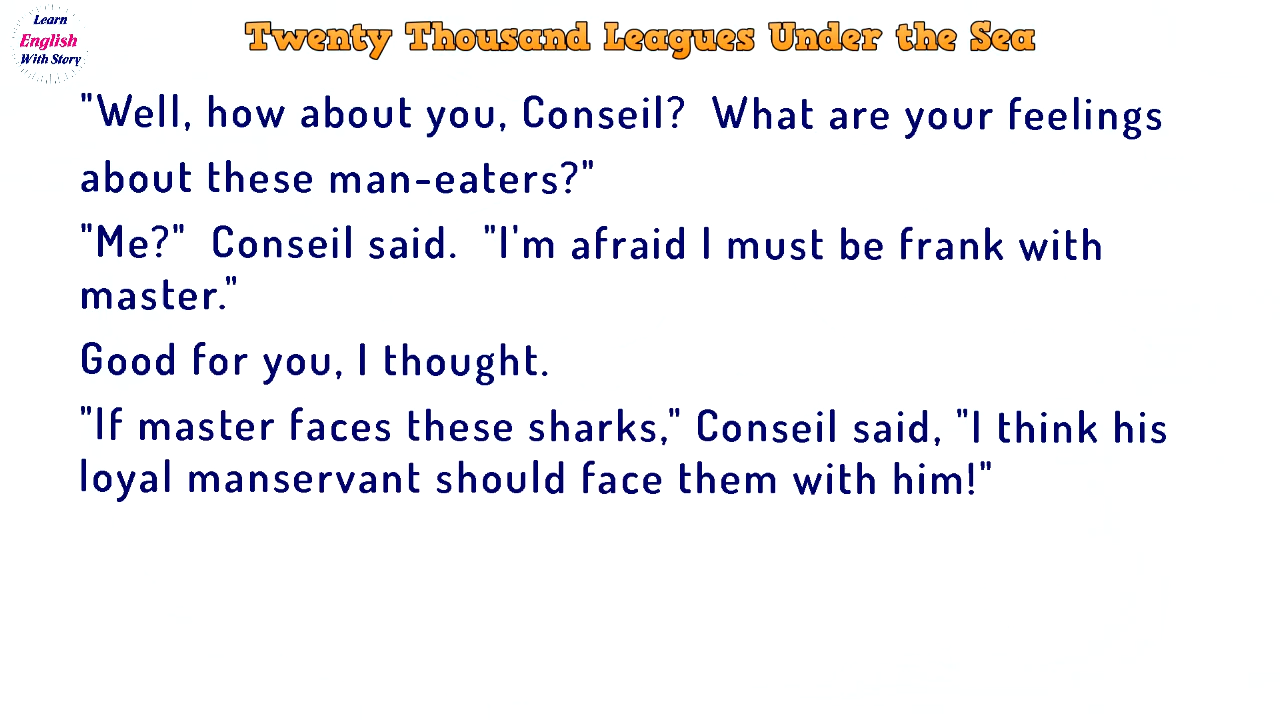 Learn
English
With Story
Twenty Thousand Leagues Under the Sea
"Well, how about you, Conseil?  What are your feelings
about these man-eaters?"
"Me?"  Conseil said.  "I'm afraid I must be frank with
master."
Good for you, I thought.
"If master faces these sharks," Conseil said, "I think his
loyal manservant should face them with him!"